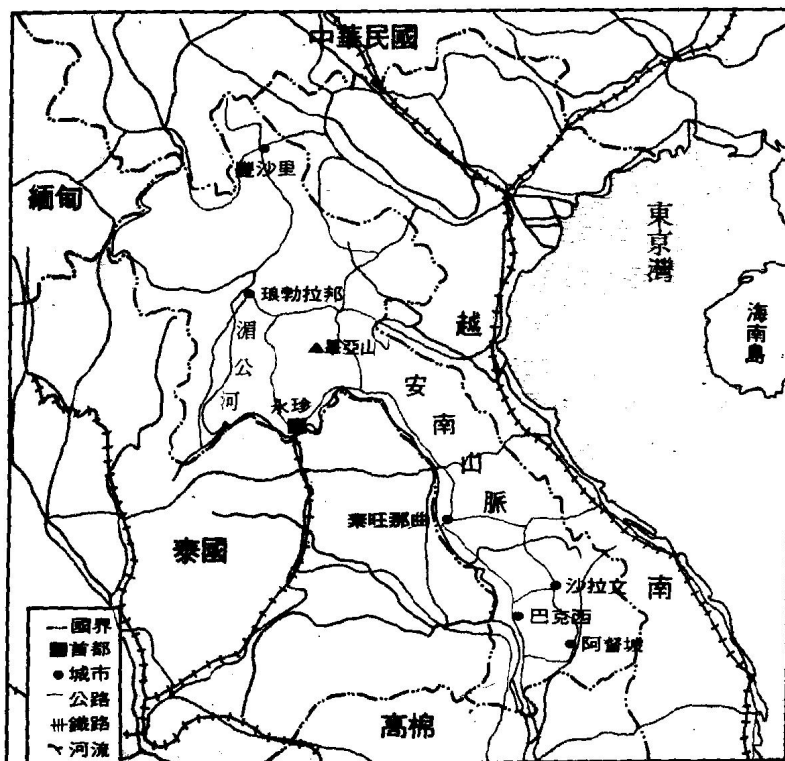 中華民國
豐沙里
緬甸
東京灣
琅勃拉邦
越
海南島
湄公河
▲華亞山
安南山脈
永珍
泰國
素旺那曲
沙拉文
南
巴克西
阿督城
高棉
國界
首都
城市
公路
鐵路
河流